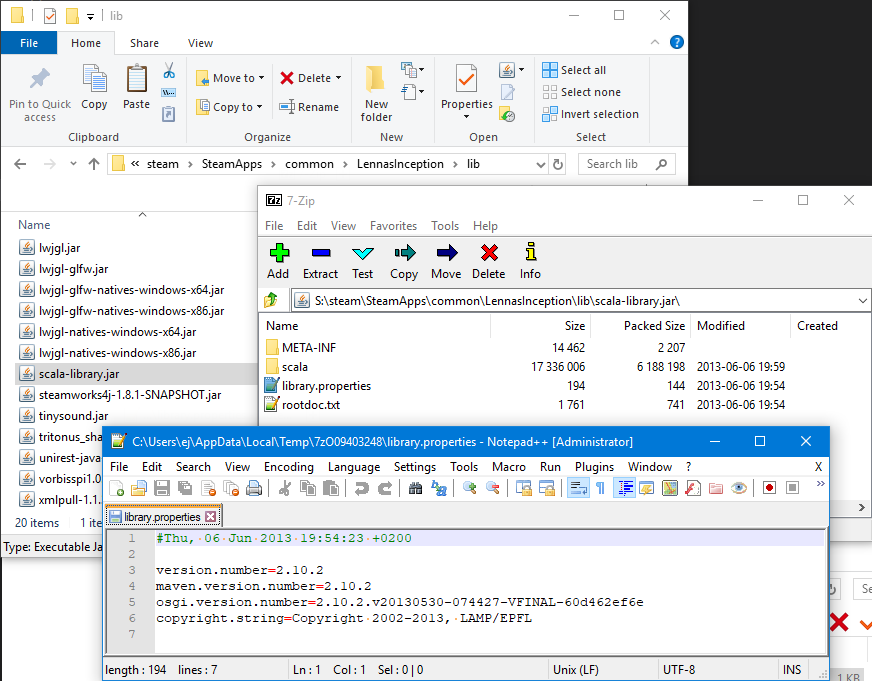 lib
File Home Share View
Pin to Quick access
Copy
Paste
Clipboard
Move to
Copy to
Delete
Rename
Organize
New folder
New
Properties
Open
Select all
Select none
Invert selection
Select
« steam > SteamApps > common > LennasInception > lib
Search lib
Name
lwjgl.jar
lwjgl-glfw.jar
lwjgl-glfw-natives-windows-x64.jar
lwjgl-glfw-natives-windows-x86.jar
lwjgl-natives-windows-x64.jar
lwjgl-natives-windows-x86.jar
scala-library.jar
steamworks4j-1.8.1-SNAPSHOT.jar
tinysound.jar
tritonus_sha
unirest-java
vorbisspi1.0
xmlpull-1.1.
20 items 1 ite
Type: Executable Ja
7z 7-Zip
File Edit View Favorites Tools Help
Add Extract Test Copy Move Delete Info
S:\steam\SteamApps\common\LennasInception\lib\scala-library.jar\
Name Size Packed Size Modified Created
META-INF 14 462 2 207
scala 17 336 006 6 188 198 2013-06-06 19:59
library.properties 194 144 2013-06-06 19:54
rootdoc.txt 1 761 741 2013-06-06 19:54
C:\Users\ej\AppData\Local\Temp\7zO09403248\library.properties - Notepad++ [Administrator]
File Edit Search View Encoding Language Settings Tools Macro Run Plugins Window ? X
library.properties
1 #Thu, 06 Jun 2013 19:54:23 +0200
2
3 version.number=2.10.2
4 maven.version.number=2.10.2
5 osgi.version.number=2.10.2.v20130530-074427-VFINAL-60d462ef6e
6 copyright.string=Copyright 2002-2013, LAMP/EPFL
7
length : 194 lines : 7 Ln : 1 Col : 1 Sel : 0 | 0 Unix (LF) UTF-8 INS
Se
1 KB